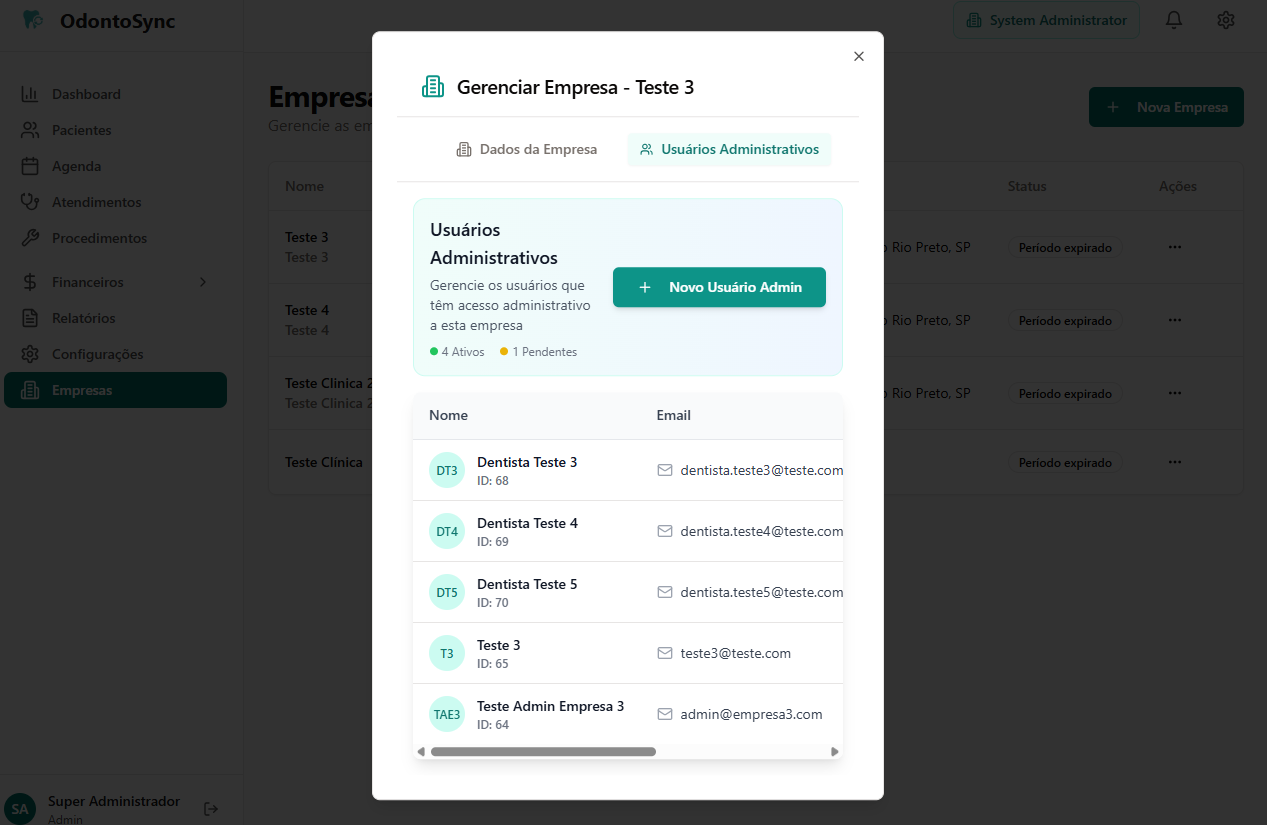 OdontoSync
System Administrator
Dashboard
Pacientes
Agenda
Atendimentos
Procedimentos
Financeiros
Relatórios
Configurações
Empresas
Super Administrador
Admin
SA
Gerencie as
Nova Empresa
Nome
Status
Ações
Teste 3
Teste 3
Rio Preto, SP
Período expirado
Teste 4
Teste 4
Rio Preto, SP
Período expirado
Teste Clinica 2
Teste Clinica 2
Rio Preto, SP
Período expirado
Teste Clínica
Período expirado
Gerenciar Empresa - Teste 3
Dados da Empresa
Usuários Administrativos
Usuários
Administrativos
Gerencie os usuários que
têm acesso administrativo
a esta empresa
4 Ativos
1 Pendentes
Novo Usuário Admin
Nome
Email
DT3
Dentista Teste 3
ID: 68
dentista.teste3@teste.com
DT4
Dentista Teste 4
ID: 69
dentista.teste4@teste.com
DT5
Dentista Teste 5
ID: 70
dentista.teste5@teste.com
T3
Teste 3
ID: 65
teste3@teste.com
TAE3
Teste Admin Empresa 3
ID: 64
admin@empresa3.com